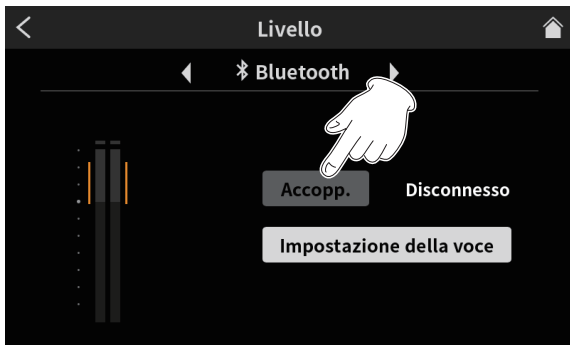 Livello
Bluetooth
Accopp. Disconnesso
Impostazione della voce